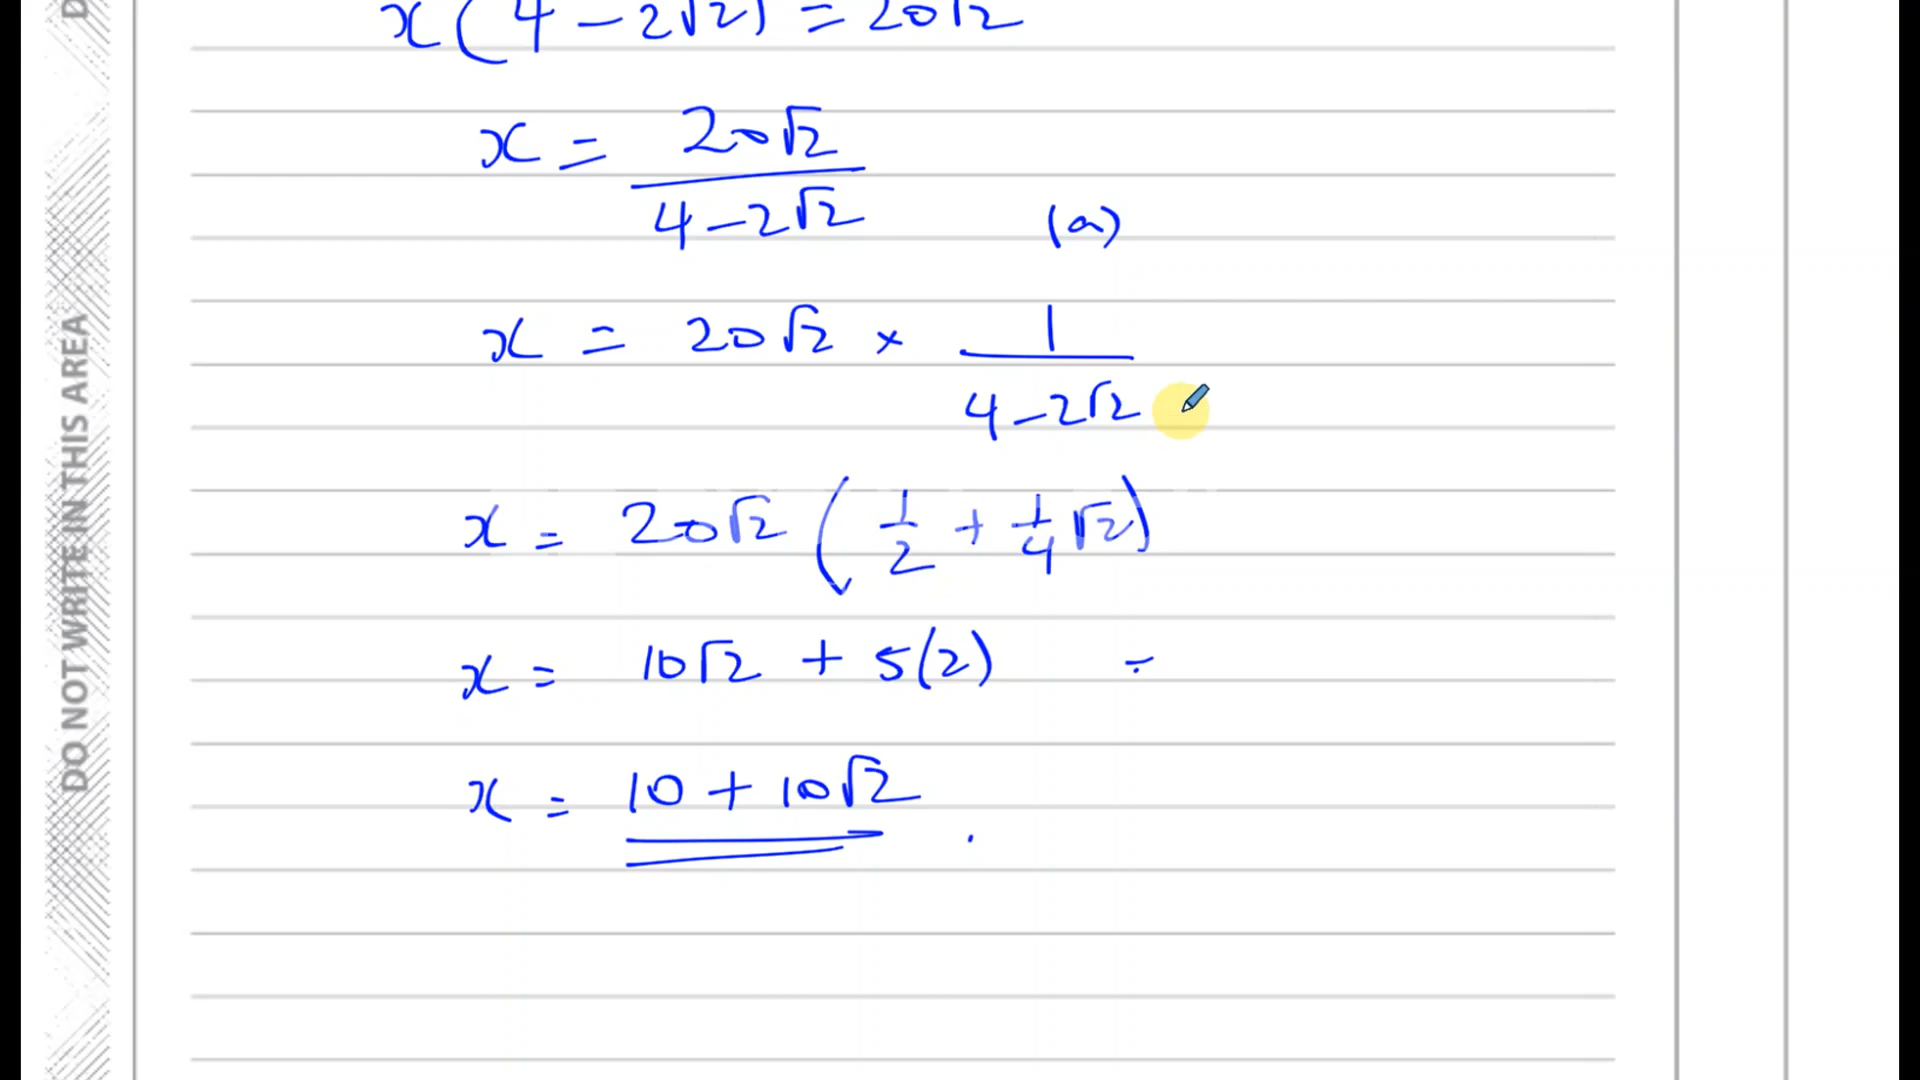 x(4-2√2)=20√2
x = 20√2 / 4-2√2 (a)
x = 20√2 × 1 / 4-2√2
x = 20√2 (1/2 + 1/4 √2)
x = 10√2 + 5(2)
x = 10 + 10√2
DO NOT WRITE IN THIS AREA
D